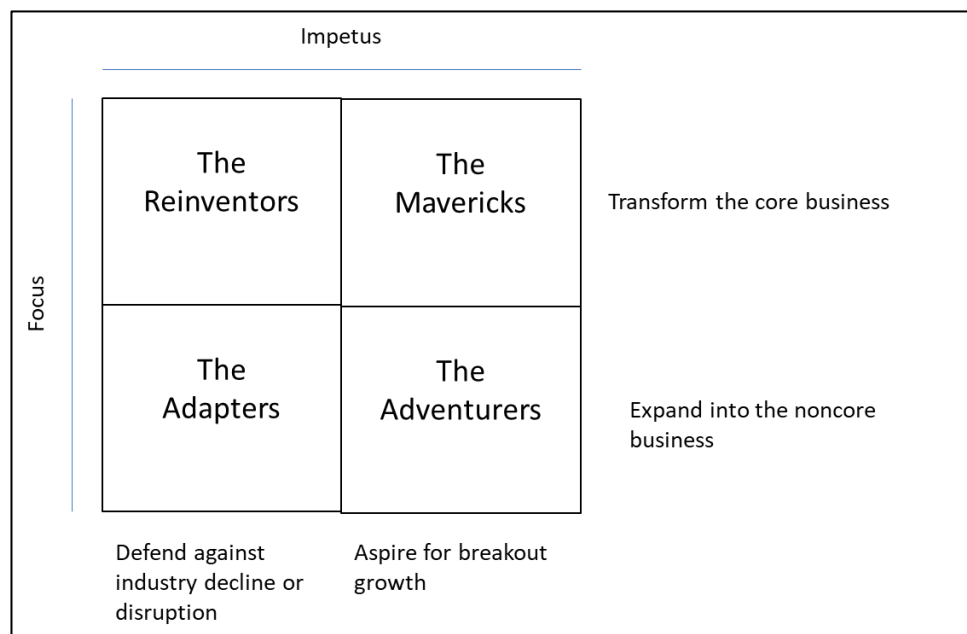 Impetus
The
Reinventors
The
Mavericks
Transform the core business
Focus
The
Adapters
The
Adventurers
Expand into the noncore
business
Defend against
industry decline or
disruption
Aspire for breakout
growth